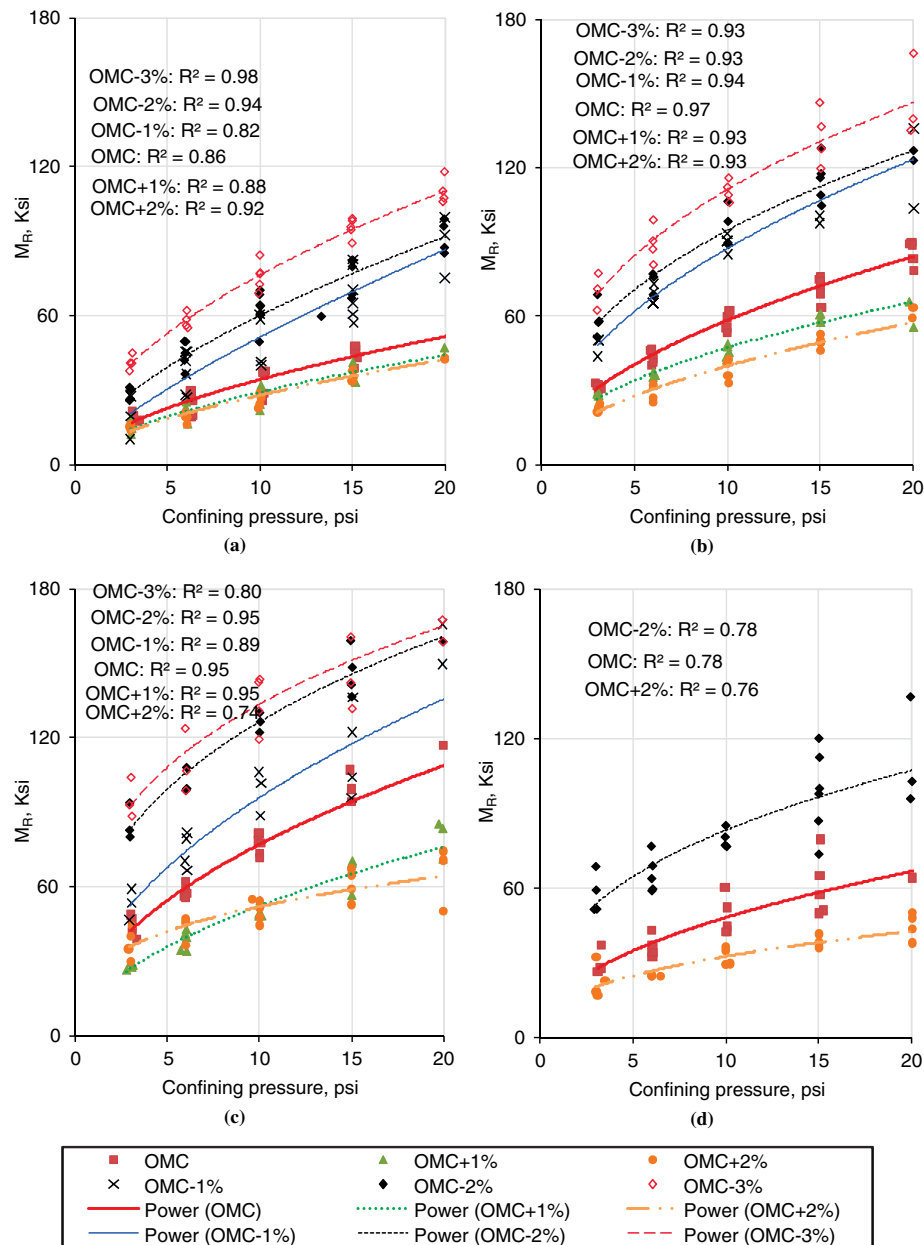 180
120
60
0
M_R, Ksi
OMC-3%: R² = 0.98
OMC-2%: R² = 0.94
OMC-1%: R² = 0.82
OMC: R² = 0.86
OMC+1%: R² = 0.88
OMC+2%: R² = 0.92
0 5 10 15 20
Confining pressure, psi
(a)
180
120
60
0
M_R, Ksi
OMC-3%: R² = 0.93
OMC-2%: R² = 0.93
OMC-1%: R² = 0.94
OMC: R² = 0.97
OMC+1%: R² = 0.93
OMC+2%: R² = 0.93
0 5 10 15 20
Confining pressure, psi
(b)
180
120
60
0
M_R, Ksi
OMC-3%: R² = 0.80
OMC-2%: R² = 0.95
OMC-1%: R² = 0.89
OMC: R² = 0.95
OMC+1%: R² = 0.95
OMC+2%: R² = 0.74
0 5 10 15 20
Confining pressure, psi
(c)
180
120
60
0
M_R, Ksi
OMC-2%: R² = 0.78
OMC: R² = 0.78
OMC+2%: R² = 0.76
0 5 10 15 20
Confining pressure, psi
(d)
OMC OMC+1% OMC+2%
OMC-1% OMC-2% OMC-3%
Power (OMC) Power (OMC+1%) Power (OMC+2%)
Power (OMC-1%) Power (OMC-2%) Power (OMC-3%)